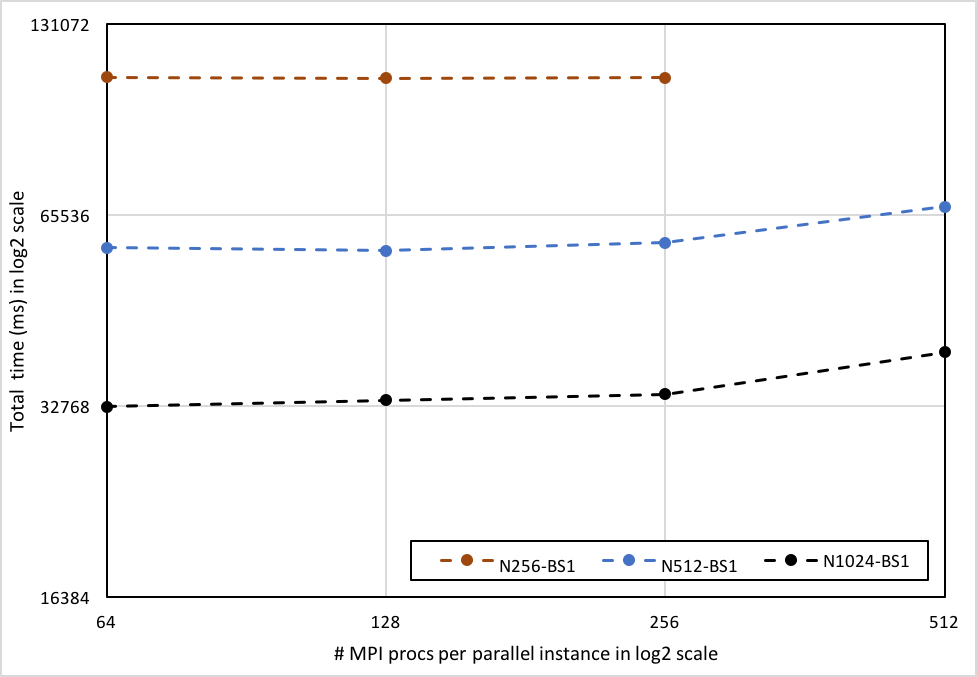 131072
65536
32768
16384
Total time (ms) in log2 scale
64
128
256
512
# MPI procs per parallel instance in log2 scale
N256-BS1
N512-BS1
N1024-BS1